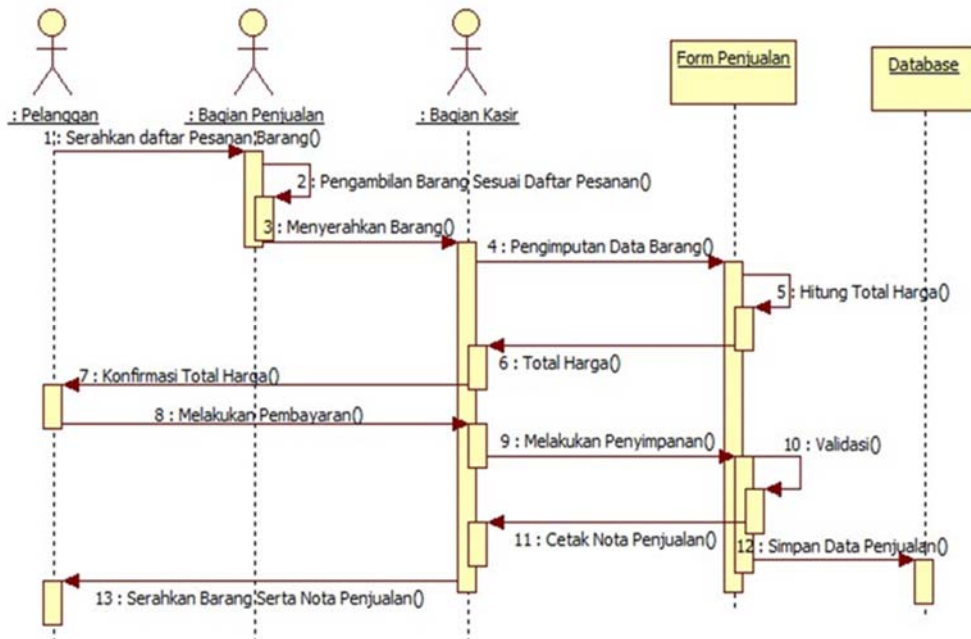 Form Penjualan
Database
: Pelanggan
: Bagian Penjualan
: Bagian Kasir
1 : Serahkan daftar Pesanan Barang()
2 : Pengambilan Barang Sesuai Daftar Pesanan()
3 : Menyerahkan Barang()
4 : Pengimputan Data Barang()
5 : Hitung Total Harga()
6 : Total Harga()
7 : Konfirmasi Total Harga()
8 : Melakukan Pembayaran()
9 : Melakukan Penyimpanan()
10 : Validasi()
11 : Cetak Nota Penjualan()
12 : Simpan Data Penjualan()
13 : Serahkan Barang Serta Nota Penjualan()